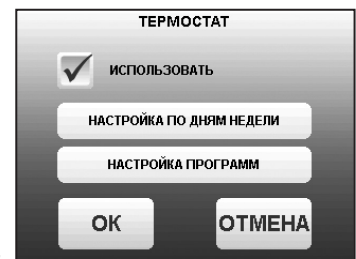 ТЕРМОСТАТ
ИСПОЛЬЗОВАТЬ
НАСТРОЙКА ПО ДНЯМ НЕДЕЛИ
НАСТРОЙКА ПРОГРАММ
ОК ОТМЕНА